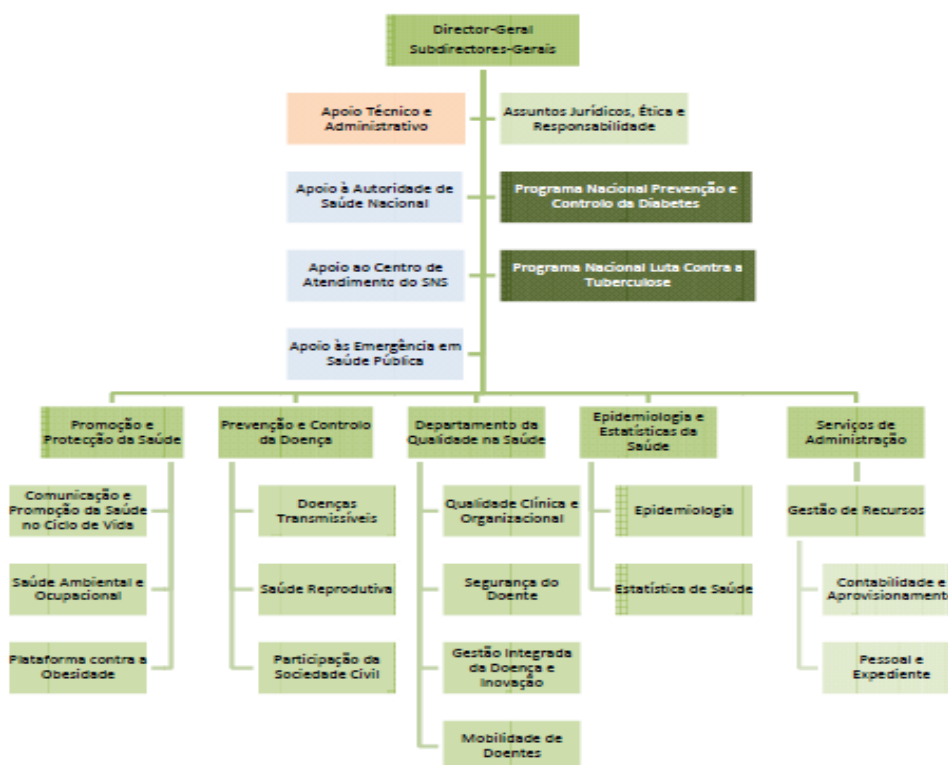 Director-Geral
Subdirectores-Gerais
Apoio Técnico e
Administrativo
Assuntos Jurídicos, Ética e
Responsabilidade
Apoio à Autoridade de
Saúde Nacional
Programa Nacional Prevenção e
Controlo da Diabetes
Apoio ao Centro de
Atendimento do SNS
Programa Nacional Luta Contra a
Tuberculose
Apoio às Emergência em
Saúde Pública
Promoção e
Protecção da Saúde
Prevenção e Controlo
da Doença
Departamento da
Qualidade na Saúde
Epidemiologia e
Estatísticas da
Saúde
Serviços de
Administração
Comunicação e
Promoção da Saúde
no Ciclo de Vida
Doenças
Transmissíveis
Qualidade Clínica e
Organizacional
Epidemiologia
Gestão de Recursos
Saúde Ambiental e
Ocupacional
Saúde Reprodutiva
Segurança do
Doente
Estatística de Saúde
Contabilidade e
Aprovisionamento
Plataforma contra a
Obesidade
Participação da
Sociedade Civil
Gestão Integrada
da Doença e
Inovação
Pessoal e
Expediente
Mobilidade de
Doentes